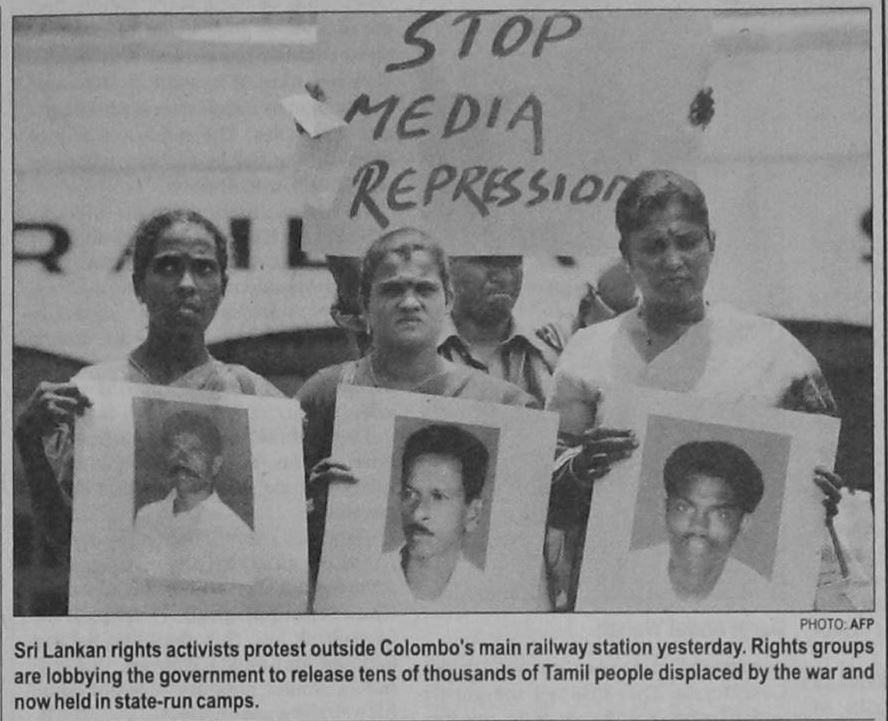 STOP
MEDIA
REPRESSION
RAIL
S
PHOTO: AFP
Sri Lankan rights activists protest outside Colombo's main railway station yesterday. Rights groups
are lobbying the government to release tens of thousands of Tamil people displaced by the war and
now held in state-run camps.